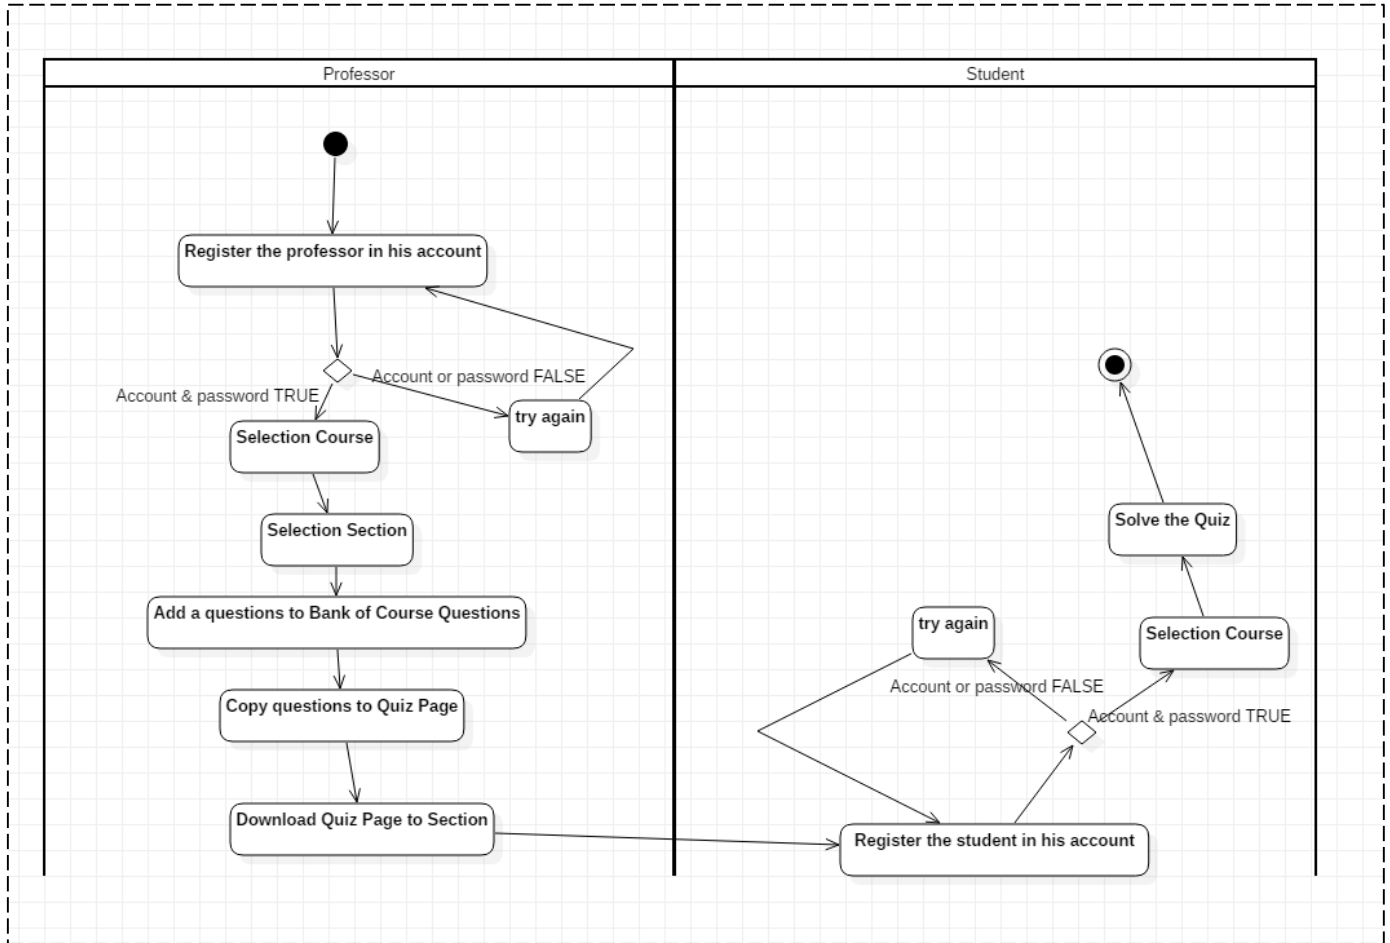 Professor
Student
Register the professor in his account
Account or password FALSE
Account & password TRUE
try again
Selection Course
Selection Section
Add a questions to Bank of Course Questions
Copy questions to Quiz Page
Download Quiz Page to Section
Solve the Quiz
try again
Selection Course
Account or password FALSE
Account & password TRUE
Register the student in his account